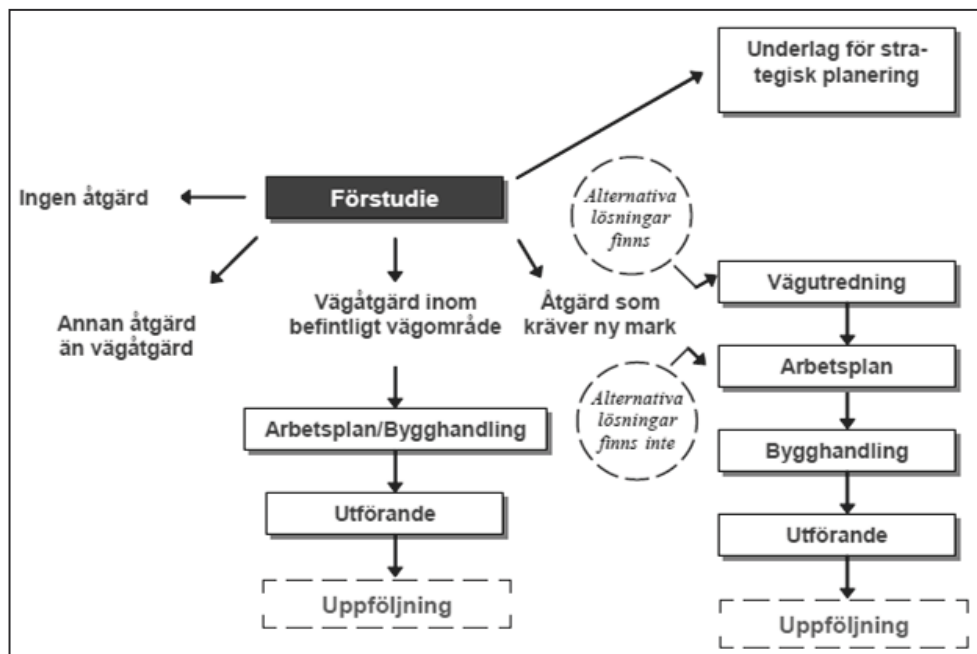 Underlag för stra-
tegisk planering
Ingen åtgärd
Förstudie
Alternativa
lösningar
finns
Annan åtgärd
än vägåtgärd
Vägåtgärd inom
befintligt vägområde
Åtgärd som
kräver ny mark
Vägutredning
Arbetsplan
Alternativa
lösningar
finns inte
Arbetsplan/Bygghandling
Bygghandling
Utförande
Utförande
Uppföljning
Uppföljning